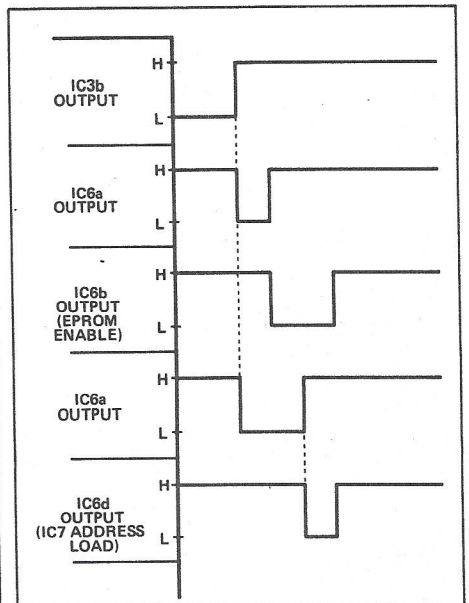 H
IC3b
OUTPUT
L
H
IC6a
OUTPUT
L
H
IC6b
OUTPUT
(EPROM
ENABLE)
L
H
IC6a
OUTPUT
L
H
IC6d
OUTPUT
(IC7 ADDRESS
LOAD)
L